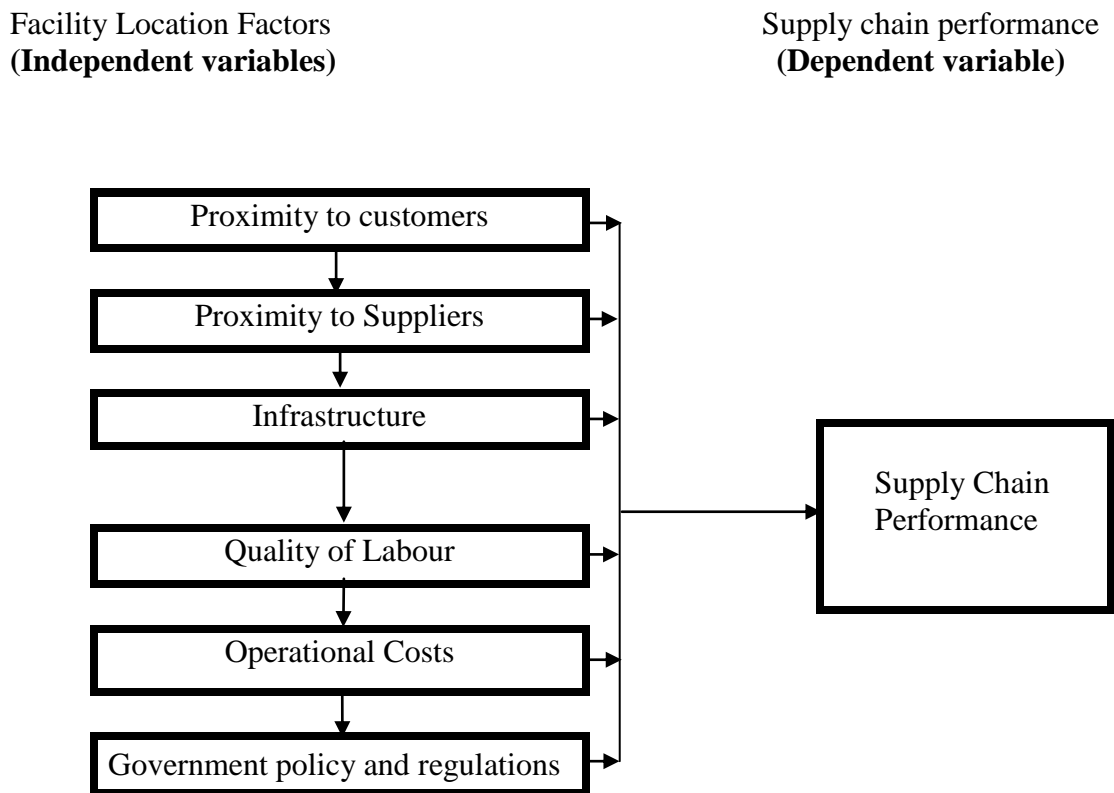 Facility Location Factors
(Independent variables)
Supply chain performance
(Dependent variable)
Proximity to customers
Proximity to Suppliers
Infrastructure
Quality of Labour
Operational Costs
Government policy and regulations
Supply Chain
Performance